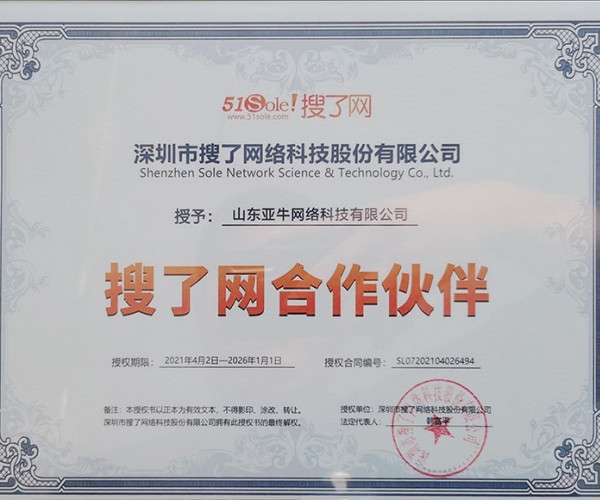 51Sole! 搜了网
www.51sole.com
深圳市搜了网络科技股份有限公司
Shenzhen Sole Network Science & Technology Co., Ltd.
授予： 山东亚牛网络科技有限公司
搜了网合作伙伴
授权期限： 2021年4月2日—2026年1月1日 授权合同编号： SL07202104026494
备注：本授权书以正本为有效文本，不得影印、涂改、转让。 授权单位：深圳市搜了网络科技股份有限公司
深圳市搜了网络科技股份有限公司拥有此授权书的最终解权。 法定代表人：